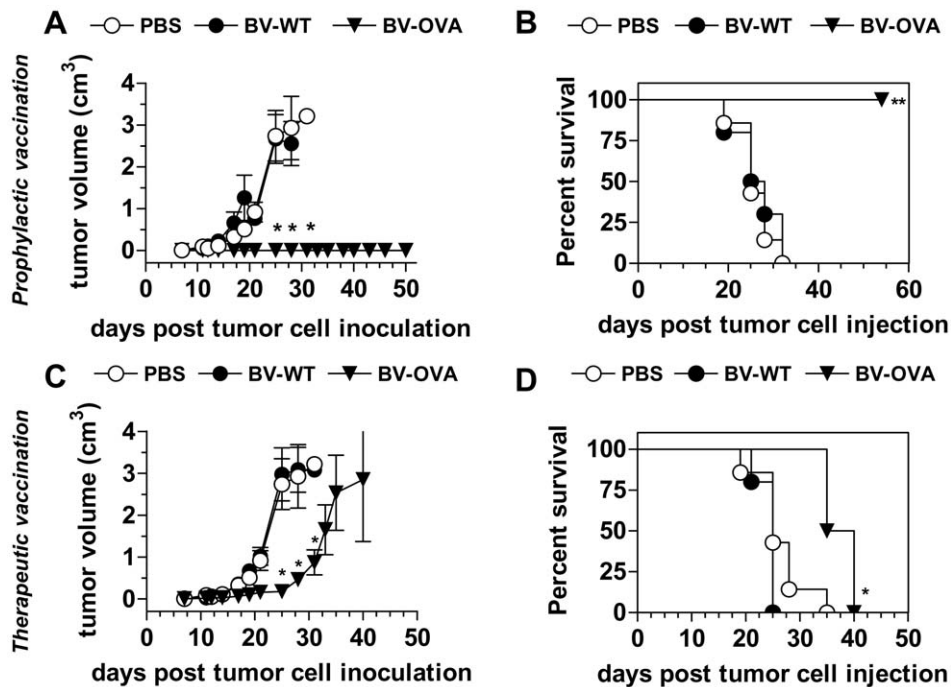 A PBS BV-WT BV-OVA
Prophylactic vaccination
tumor volume (cm³)
4
3
2
1
0
0 10 20 30 40 50
* * *
days post tumor cell inoculation
B PBS BV-WT BV-OVA
Percent survival
100
75
50
25
0
**
0 20 40 60
days post tumor cell injection
C PBS BV-WT BV-OVA
Therapeutic vaccination
tumor volume (cm³)
4
3
2
1
0
* * *
0 10 20 30 40 50
days post tumor cell inoculation
D PBS BV-WT BV-OVA
Percent survival
100
75
50
25
0
*
0 10 20 30 40 50
days post tumor cell injection